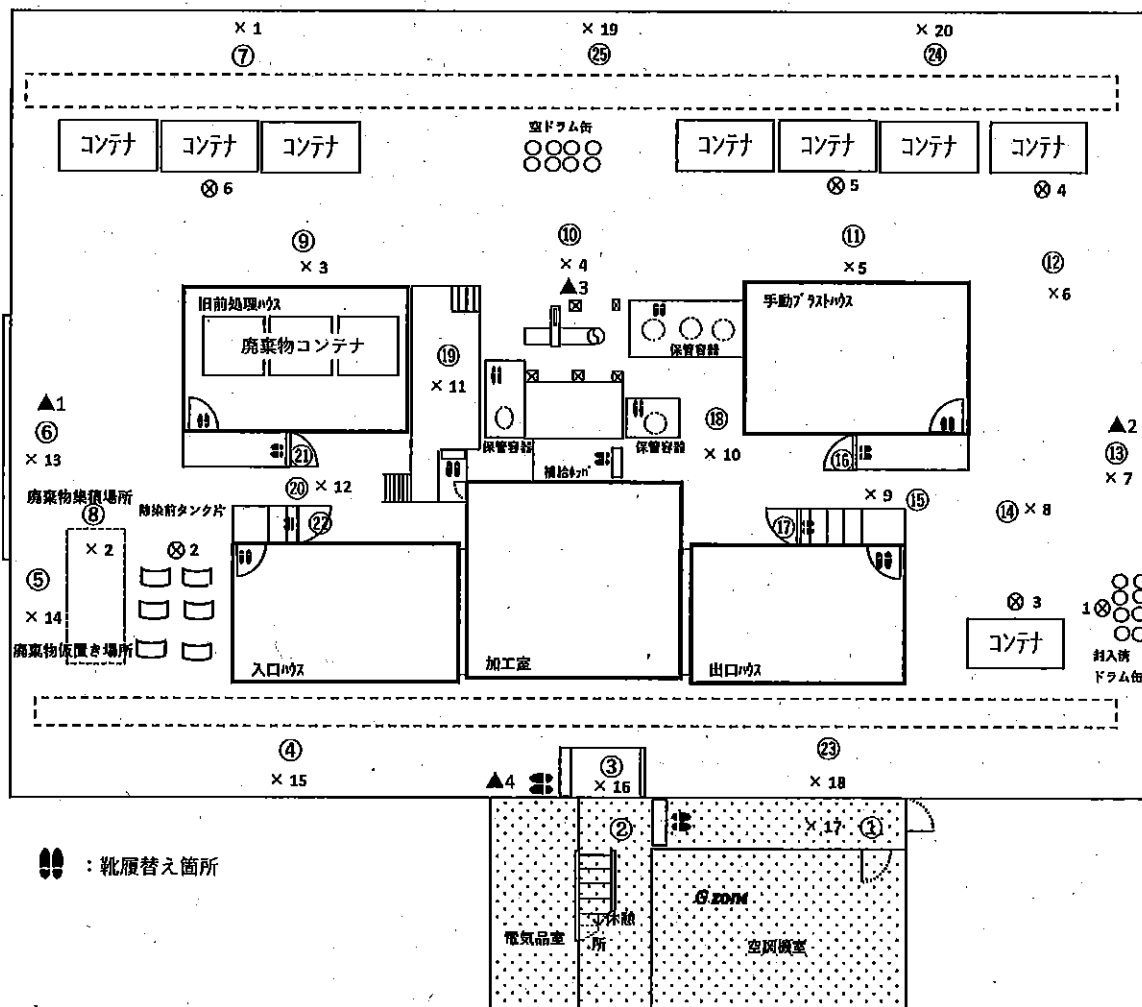 × 1 × 19 × 20
⑦ ㉕ ㉔
コンテナ コンテナ コンテナ 空ドラム缶 コンテナ コンテナ コンテナ コンテナ
⊗ 6 ⊗ 5 ⊗ 4
⑨ ⑩ ⑪ ⑫
× 3 × 4 × 5 × 6
▲3
旧前処理ハウス 手動ブラストハウス
廃棄物コンテナ
保管容器
⑲
× 11
▲1 ▲2
⑥ ⑱ ⑬
保管容器 保管容器
× 13 ㉑ × 10 ⑯ × 7
⑳ × 12
廃棄物集積場所 × 9 ⑮
⑧ 除染前タンク片 ㉒ ⑰ ⑭ × 8
× 2 ⊗ 2
⑤
× 14 ⊗ 3 1 ⊗
コンテナ
廃棄物仮置き場所 封入済
入口ハウス 加工室 出口ハウス ドラム缶
④ ③ ㉓
× 15 ▲4 × 16 × 18
② × 17 ①
：靴履替え箇所
G ZONE
休憩
電気品室 所 空調機室